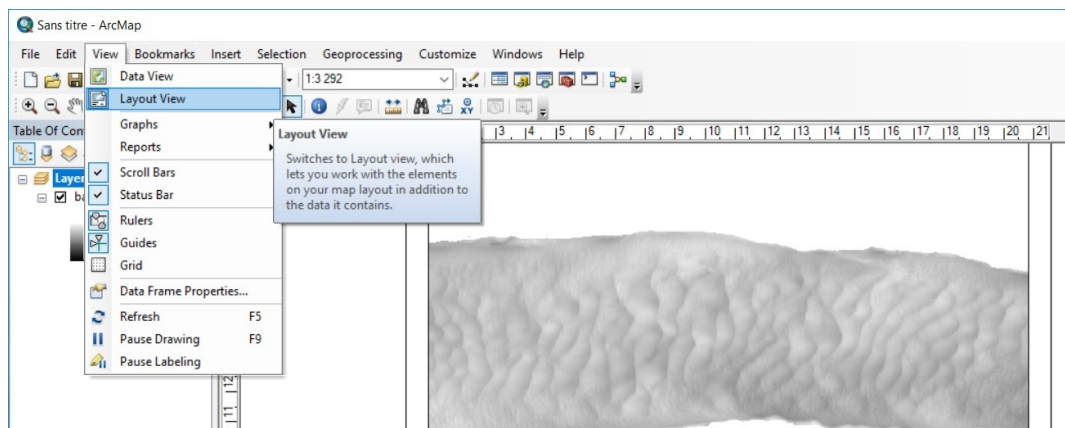 Sans titre - ArcMap
File Edit View Bookmarks Insert Selection Geoprocessing Customize Windows Help
Data View
1:3 292
Layout View
Table Of Con
Graphs
Reports
Layer
Scroll Bars
Status Bar
Rulers
Guides
Grid
Data Frame Properties...
Refresh F5
Pause Drawing F9
Pause Labeling
Layout View
Switches to Layout view, which
lets you work with the elements
on your map layout in addition to
the data it contains.
3 4 5 6 7 8 9 10 11 12 13 14 15 16 17 18 19 20 21
12
11